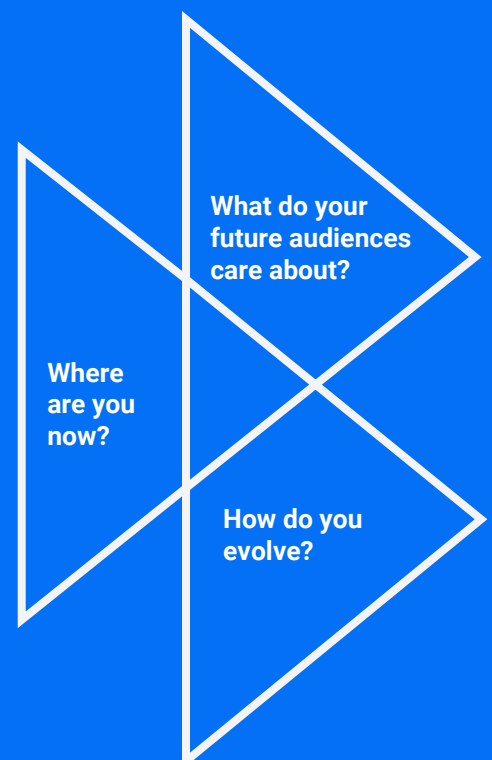 What do your
future audiences
care about?
Where
are you
now?
How do you
evolve?